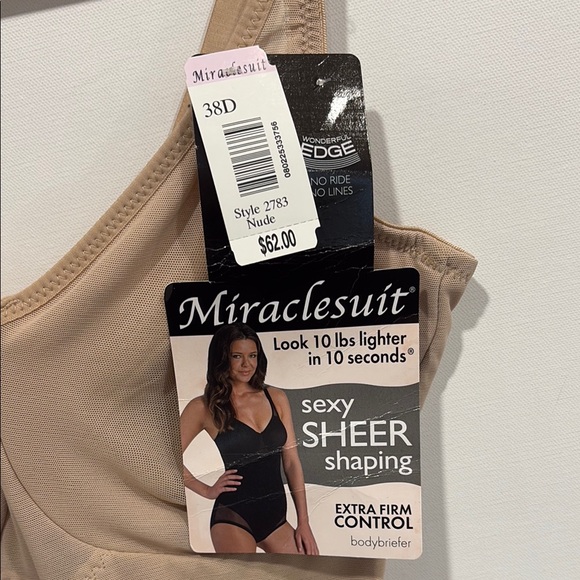 Miraclesuit
38D
080225333756
Style 2783
Nude
$62.00
WONDERFUL
EDGE
NO RIDE
NO LINES
Miraclesuit®
Look 10 lbs lighter
in 10 seconds®
sexy
SHEER
shaping
EXTRA FIRM
CONTROL
bodybriefer